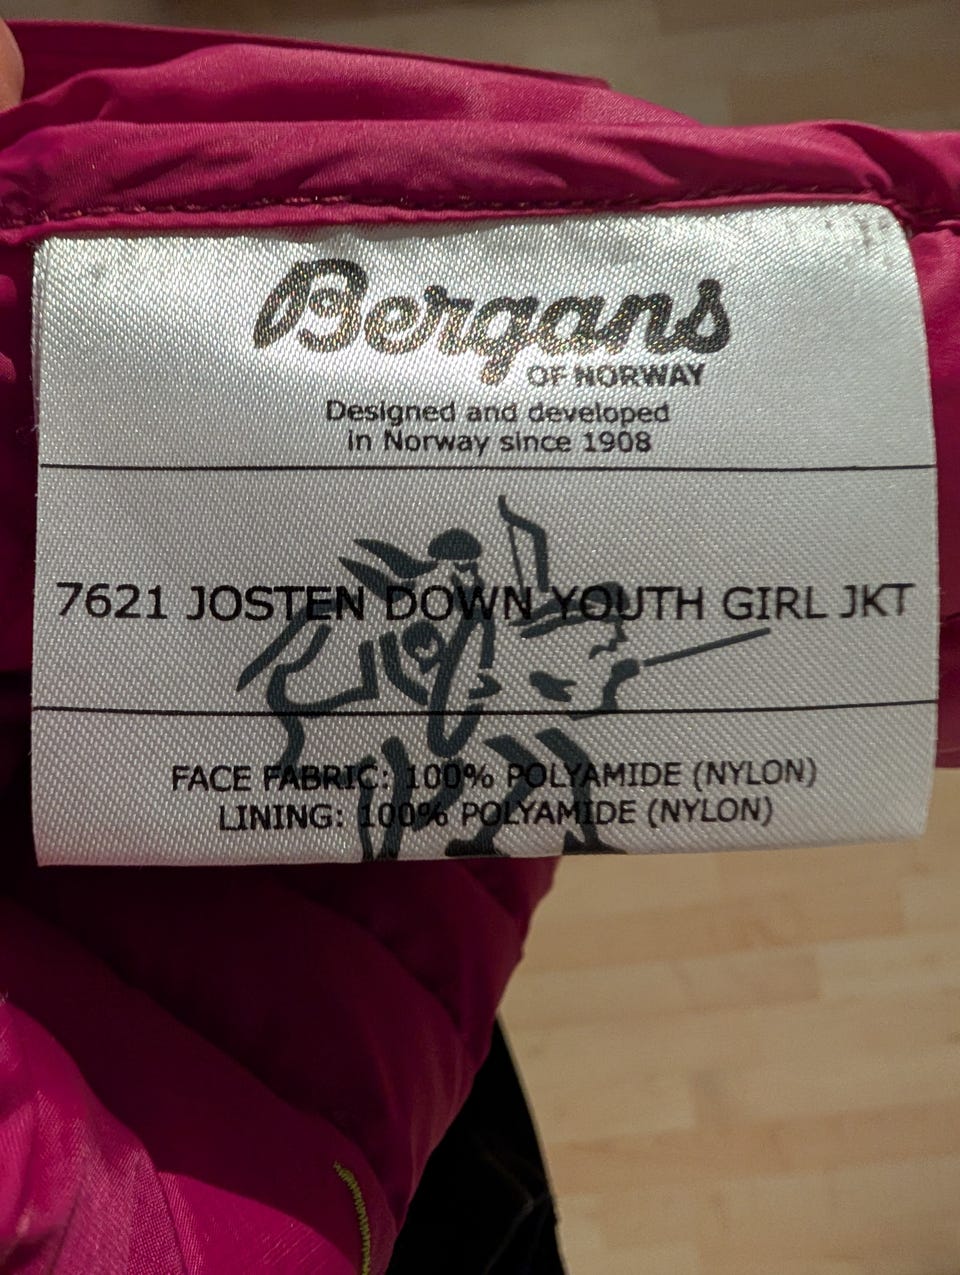 Bergans
OF NORWAY
Designed and developed
in Norway since 1908
7621 JOSTEN DOWN YOUTH GIRL JKT
FACE FABRIC: 100% POLYAMIDE (NYLON)
LINING: 100% POLYAMIDE (NYLON)